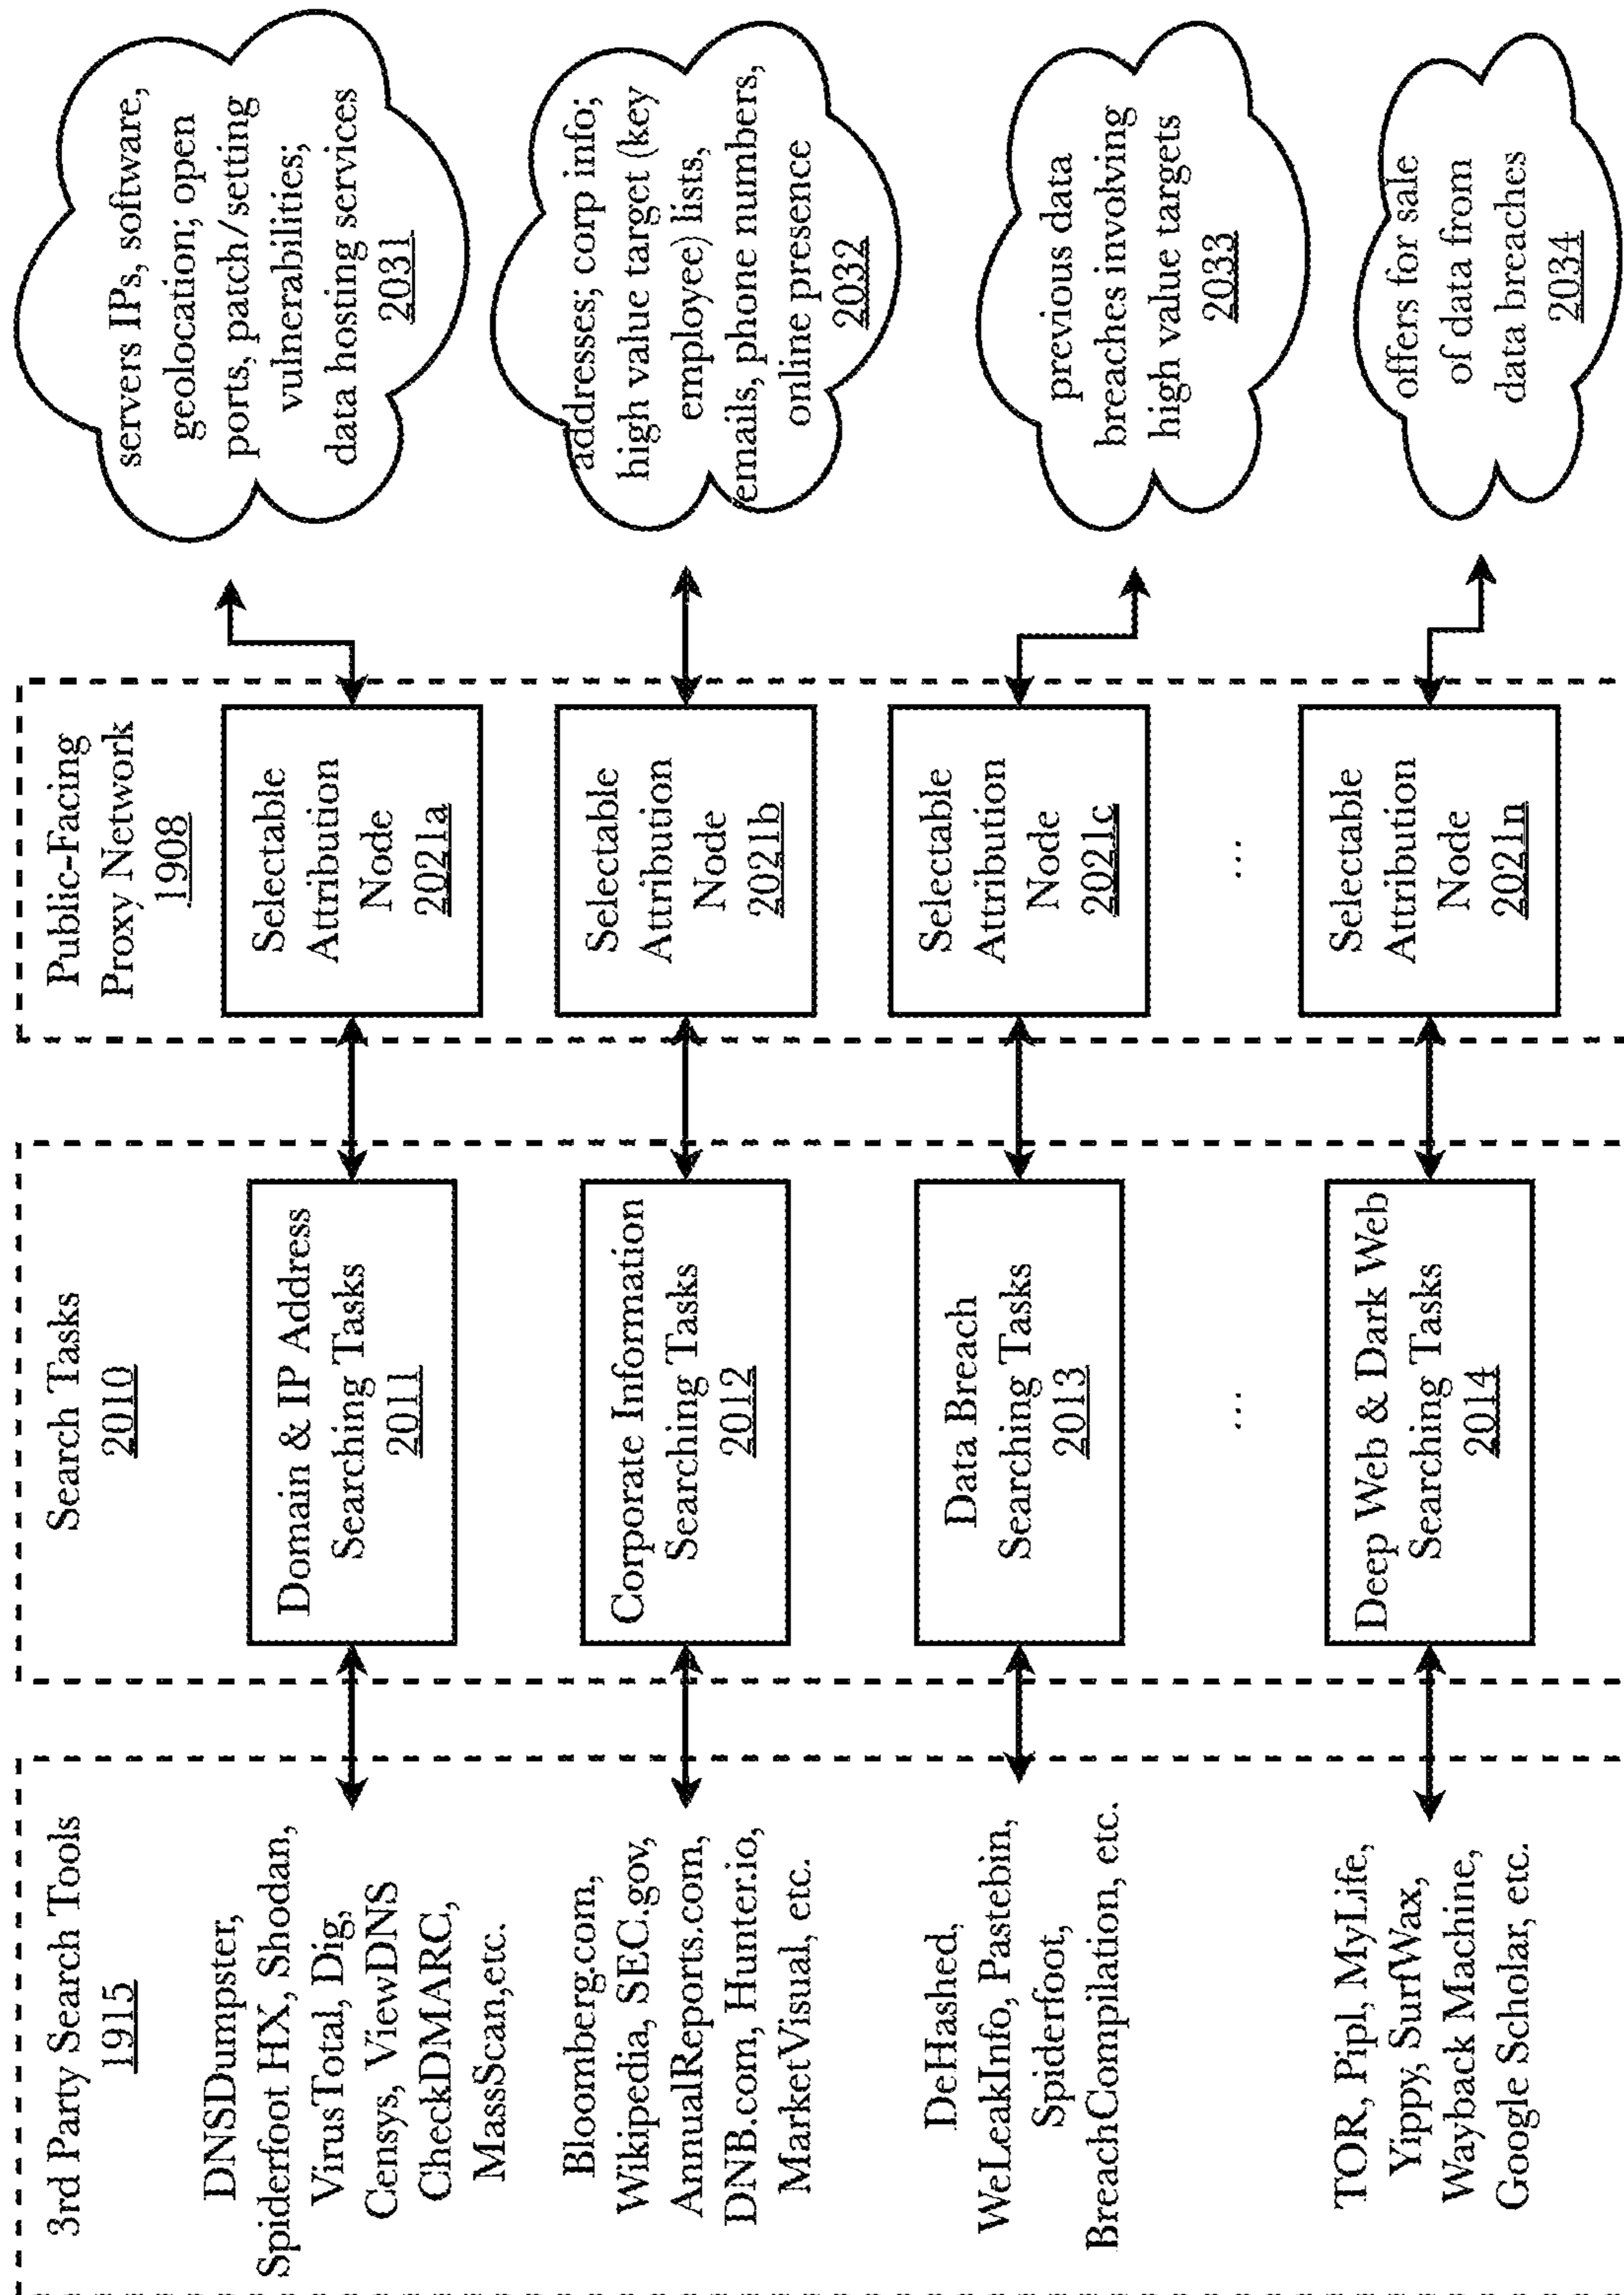 3rd Party Search Tools
1915
DNSDumpster,
Spiderfoot HX, Shodan,
VirusTotal, Dig,
Censys, ViewDNS
CheckDMARC,
MassScan,etc.
Bloomberg.com,
Wikipedia, SEC.gov,
AnnualReports.com,
DNB.com, Hunter.io,
MarketVisual, etc.
DeHashed,
WeLeakInfo, Pastebin,
Spiderfoot,
BreachCompilation, etc.
TOR, Pipl, MyLife,
Yippy, SurfWax,
Wayback Machine,
Google Scholar, etc.
Search Tasks
2010
Domain & IP Address
Searching Tasks
2011
Corporate Information
Searching Tasks
2012
Data Breach
Searching Tasks
2013
...
Deep Web & Dark Web
Searching Tasks
2014
Public-Facing
Proxy Network
1908
Selectable
Attribution
Node
2021a
Selectable
Attribution
Node
2021b
Selectable
Attribution
Node
2021c
...
Selectable
Attribution
Node
2021n
servers IPs, software,
geolocation; open
ports, patch/setting
vulnerabilities;
data hosting services
2031
addresses; corp info;
high value target (key
employee) lists,
emails, phone numbers,
online presence
2032
previous data
breaches involving
high value targets
2033
offers for sale
of data from
data breaches
2034